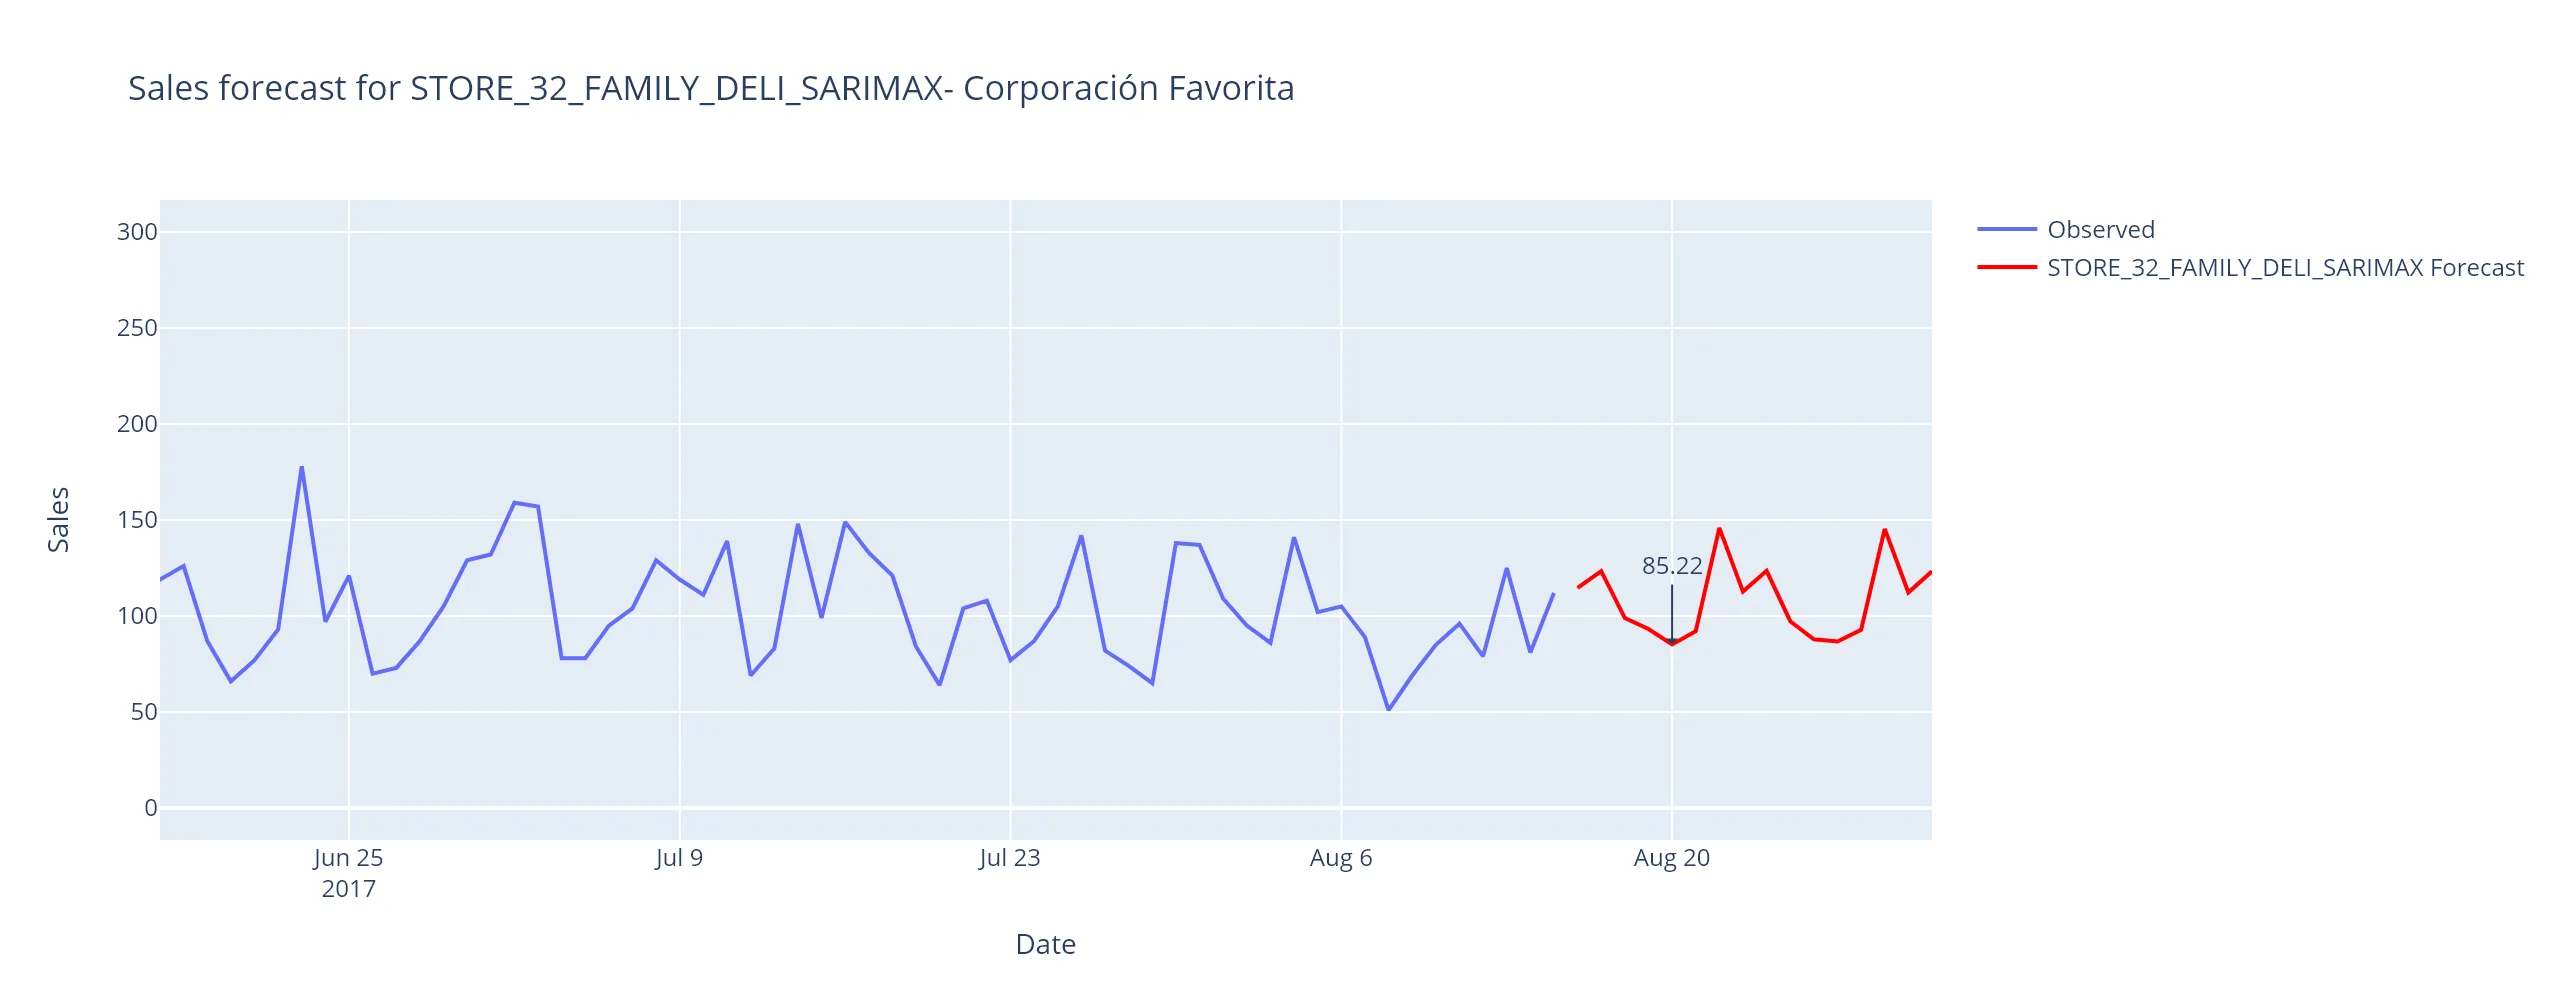 Sales forecast for STORE_32_FAMILY_DELI_SARIMAX- Corporación Favorita
Observed
STORE_32_FAMILY_DELI_SARIMAX Forecast
300
250
200
150
100
50
0
Sales
85.22
Jun 25
2017
Jul 9
Jul 23
Aug 6
Aug 20
Date